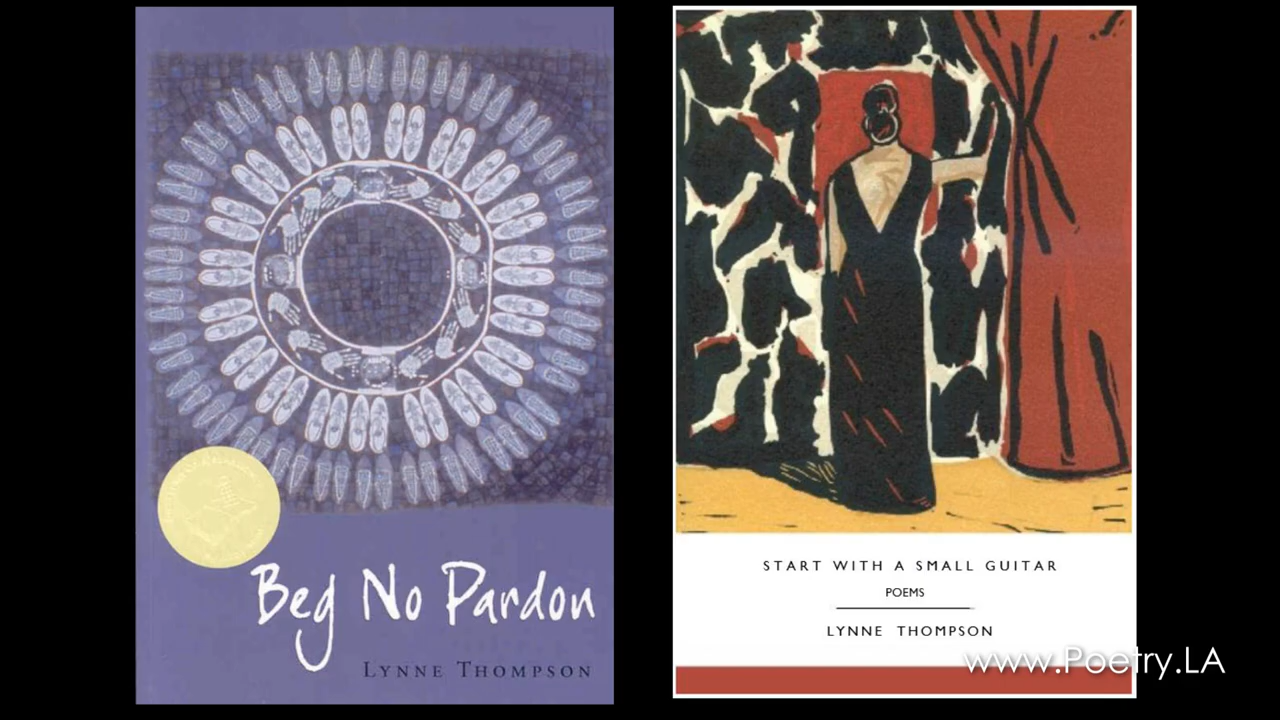 Beg No Pardon
LYNNE THOMPSON
START WITH A SMALL GUITAR
POEMS
LYNNE THOMPSON
www.Poetry.LA